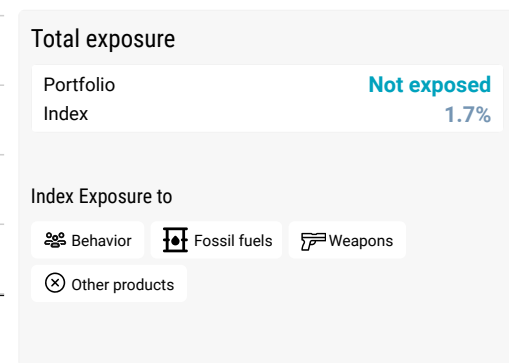 Total exposure
Portfolio Not exposed
Index 1.7%
Index Exposure to
Behavior Fossil fuels Weapons
Other products